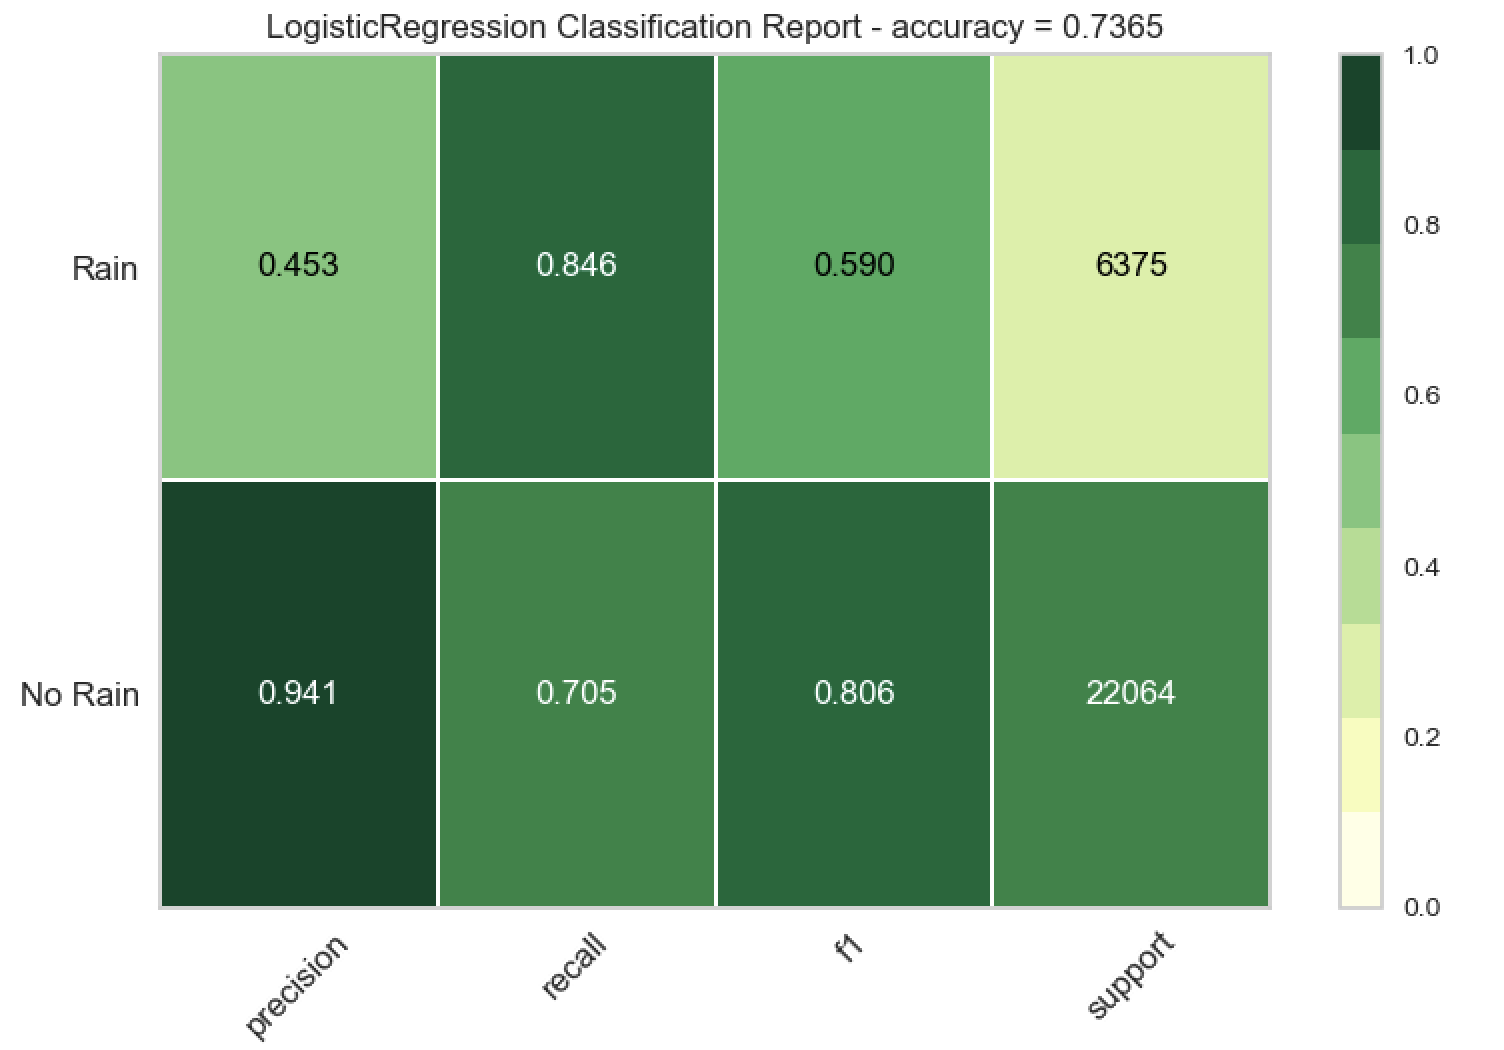 LogisticRegression Classification Report - accuracy = 0.7365
Rain
0.453
0.846
0.590
6375
No Rain
0.941
0.705
0.806
22064
precision
recall
f1
support
1.0
0.8
0.6
0.4
0.2
0.0